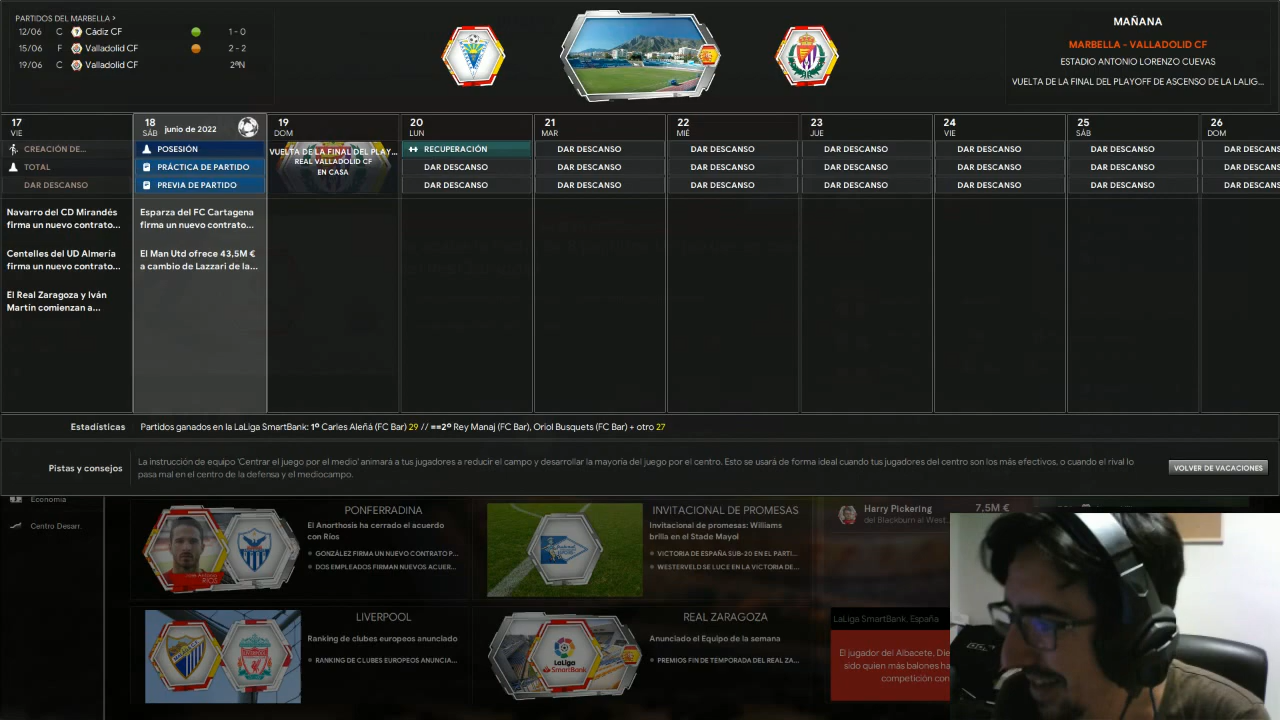 PARTIDOS DEL MARBELLA >
12/06 C Cádiz CF 1 - 0
15/06 F Valladolid CF 2 - 2
19/06 C Valladolid CF 2ºN
MAÑANA
MARBELLA - VALLADOLID CF
ESTADIO ANTONIO LORENZO CUEVAS
VUELTA DE LA FINAL DEL PLAYOFF DE ASCENSO DE LA LALIG...
17
VIE
CREACIÓN DE...
TOTAL
DAR DESCANSO
Navarro del CD Mirandés
firma un nuevo contrato...
Centelles del UD Almería
firma un nuevo contrato...
El Real Zaragoza y Iván
Martín comienzan a...
18
SÁB junio de 2022
POSESIÓN
PRÁCTICA DE PARTIDO
PREVIA DE PARTIDO
Esparza del FC Cartagena
firma un nuevo contrato...
El Man Utd ofrece 43,5M €
a cambio de Lazzari de la...
19
DOM
VUELTA DE LA FINAL DEL PLAY...
REAL VALLADOLID CF
EN CASA
20
LUN
RECUPERACIÓN
DAR DESCANSO
DAR DESCANSO
21
MAR
DAR DESCANSO
DAR DESCANSO
DAR DESCANSO
22
MIÉ
DAR DESCANSO
DAR DESCANSO
DAR DESCANSO
23
JUE
DAR DESCANSO
DAR DESCANSO
DAR DESCANSO
24
VIE
DAR DESCANSO
DAR DESCANSO
DAR DESCANSO
25
SÁB
DAR DESCANSO
DAR DESCANSO
DAR DESCANSO
26
DOM
DAR DESCANS
DAR DESCANS
DAR DESCANS
Estadísticas Partidos ganados en la LaLiga SmartBank: 1º Carles Aleñá (FC Bar) 29 // ==2º Rey Manaj (FC Bar), Oriol Busquets (FC Bar) + otro 27
Pistas y consejos
La instrucción de equipo 'Centrar el juego por el medio' animará a tus jugadores a reducir el campo y desarrollar la mayoría del juego por el centro. Esto se usará de forma ideal cuando tus jugadores del centro son los más efectivos, o cuando el rival lo
pasa mal en el centro de la defensa y el mediocampo.
VOLVER DE VACACIONES
Economía
Centro Desarr.
PONFERRADINA
El Anorthosis ha cerrado el acuerdo
con Ríos
GONZÁLEZ FIRMA UN NUEVO CONTRATO P...
DOS EMPLEADOS FIRMAN NUEVOS ACUER...
RÍOS
INVITACIONAL DE PROMESAS
Invitacional de promesas: Williams
brilla en el Stade Mayol
VICTORIA DE ESPAÑA SUB-20 EN EL PARTI...
WESTERVELD SE LUCE EN LA VICTORIA DE...
Harry Pickering 7,5M €
del Blackburn al West...
LIVERPOOL
Ranking de clubes europeos anunciado
RANKING DE CLUBES EUROPEOS ANUNCIA...
REAL ZARAGOZA
Anunciado el Equipo de la semana
PREMIOS FIN DE TEMPORADA DEL REAL ZA...
LaLiga
SmartBank
LaLiga SmartBank. España
El jugador del Albacete, Die
sido quien más balones ha
competición con